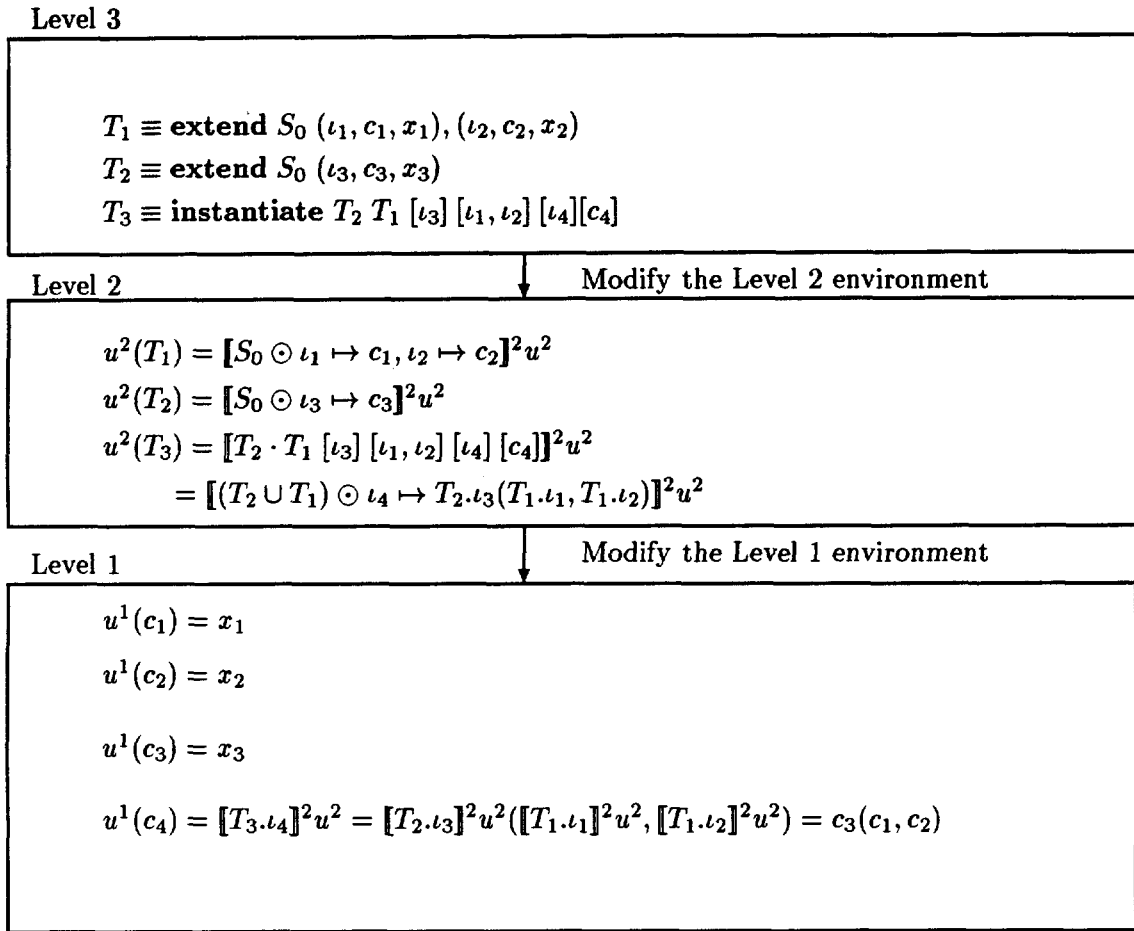 Level 3
T₁ ≡ extend S₀ (ι₁, c₁, x₁), (ι₂, c₂, x₂)
T₂ ≡ extend S₀ (ι₃, c₃, x₃)
T₃ ≡ instantiate T₂ T₁ [ι₃] [ι₁, ι₂] [ι₄][c₄]
Modify the Level 2 environment
Level 2
u²(T₁) = ⟦S₀ ⊙ ι₁ ↦ c₁, ι₂ ↦ c₂⟧²u²
u²(T₂) = ⟦S₀ ⊙ ι₃ ↦ c₃⟧²u²
u²(T₃) = ⟦T₂ · T₁ [ι₃] [ι₁, ι₂] [ι₄] [c₄]⟧²u²
= ⟦(T₂ ∪ T₁) ⊙ ι₄ ↦ T₂.ι₃(T₁.ι₁, T₁.ι₂)⟧²u²
Modify the Level 1 environment
Level 1
u¹(c₁) = x₁
u¹(c₂) = x₂
u¹(c₃) = x₃
u¹(c₄) = ⟦T₃.ι₄⟧²u² = ⟦T₂.ι₃⟧²u²(⟦T₁.ι₁⟧²u², ⟦T₁.ι₂⟧²u²) = c₃(c₁, c₂)